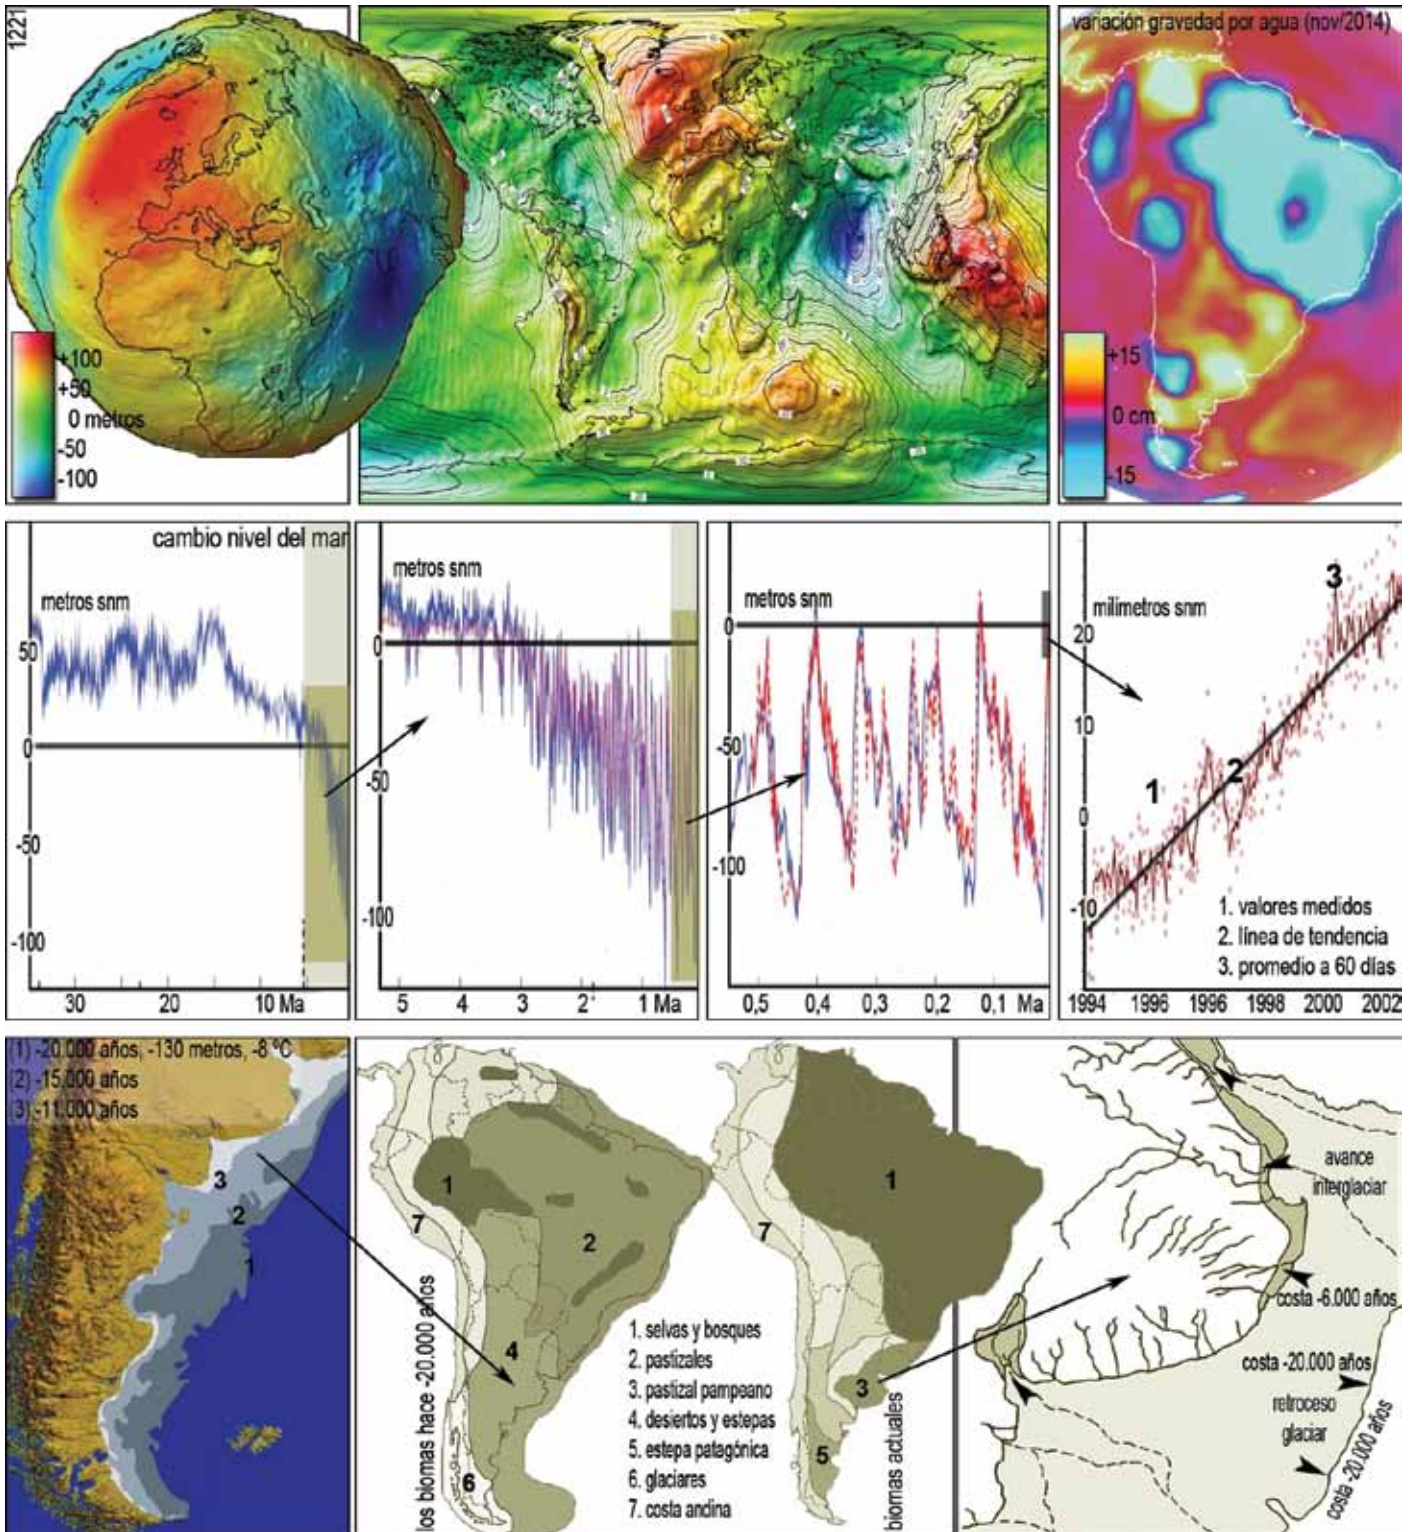 1221
+100
+50
0 metros
-50
-100
variación gravedad por agua (nov/2014)
+15
0 cm
-15
cambio nivel del mar
metros snm
50
0
-50
-100
30 20 10 Ma
metros snm
0
-50
-100
5 4 3 2 1 Ma
metros snm
0
-50
-100
0,5 0,4 0,3 0,2 0,1 Ma
milímetros snm
20
10
0
-10
1
2
3
1. valores medidos
2. línea de tendencia
3. promedio a 60 días
1994 1996 1996 1998 2000 2002
(1) -20.000 años, -130 metros, -8 ºC
(2) -15.000 años
(3) -11.000 años
3
2
1
los biomas hace -20.000 años
1
2
7
4
6
1. selvas y bosques
2. pastizales
3. pastizal pampeano
4. desiertos y estepas
5. estepa patagónica
6. glaciares
7. costa andina
1
7
3
5
biomas actuales
avance
interglaciar
costa -6.000 años
costa -20.000 años
retroceso
glaciar
costa -20.000 años